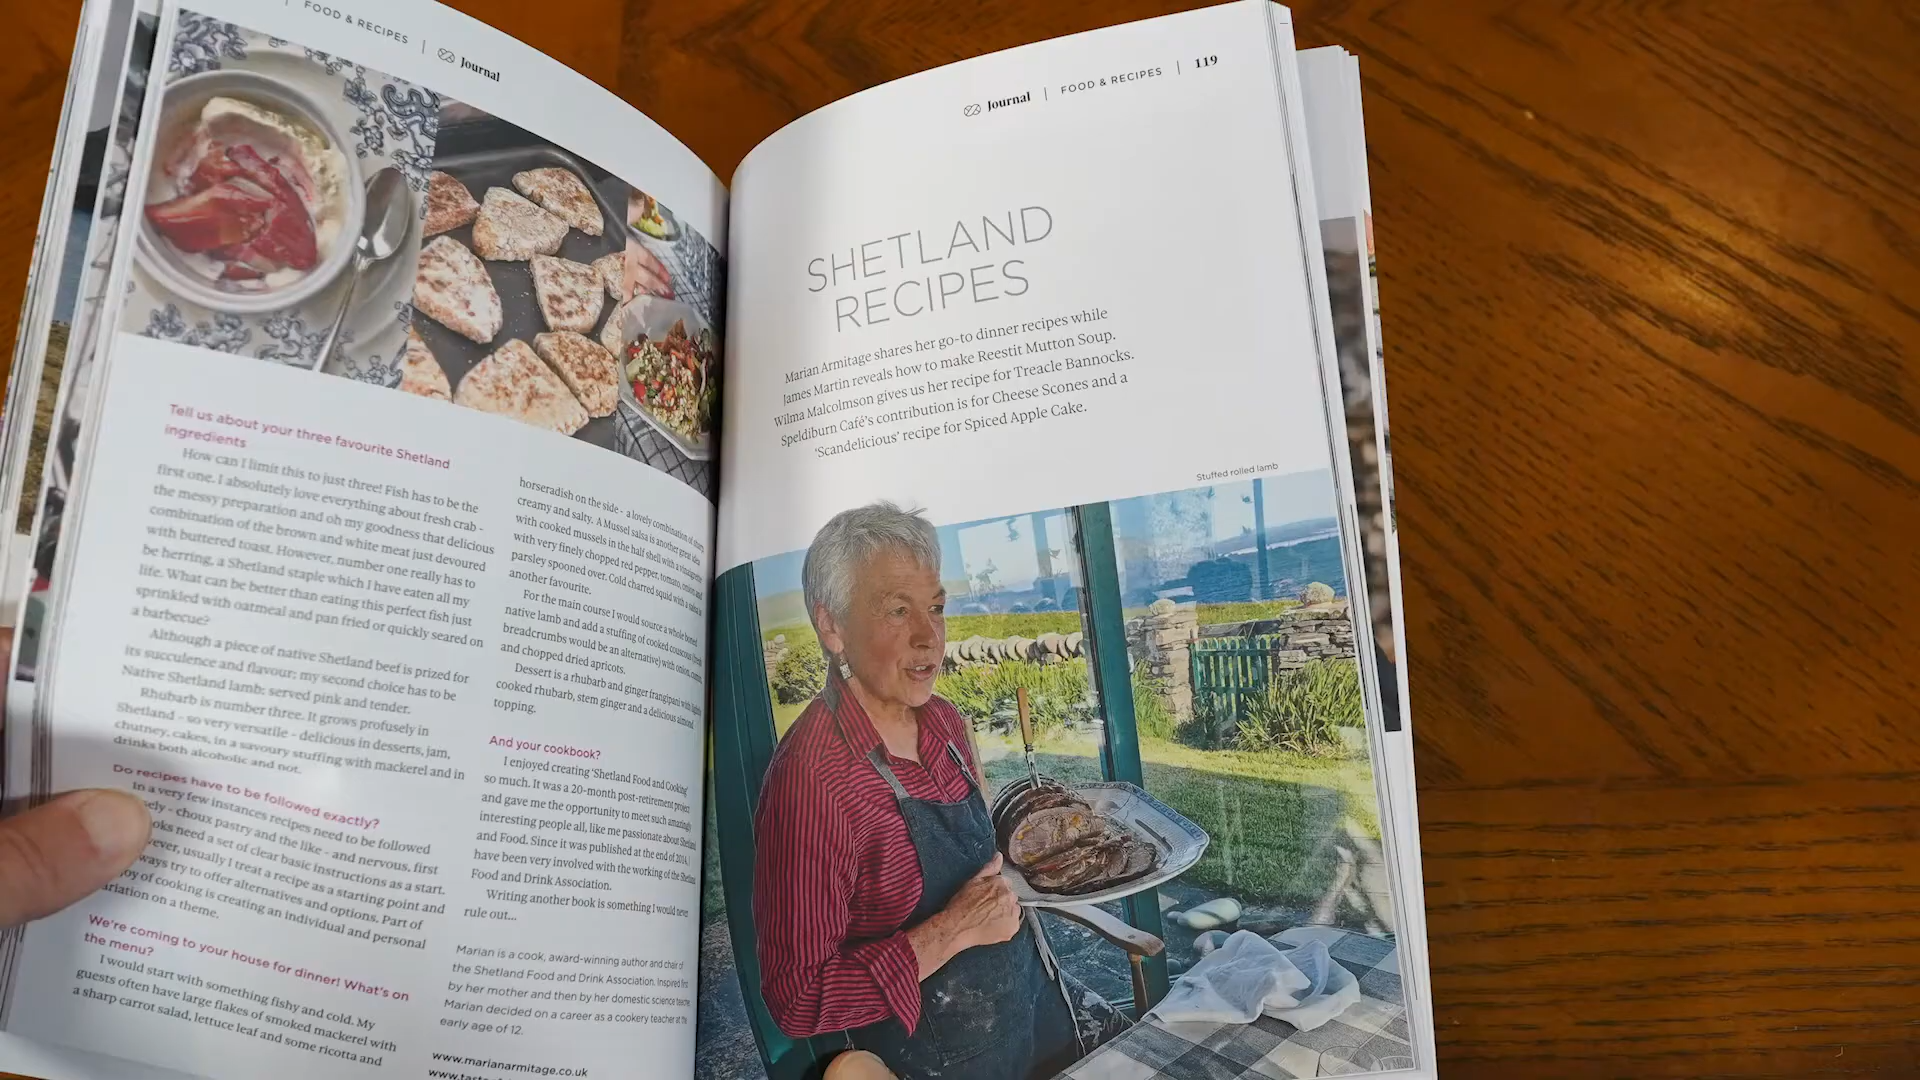 FOOD & RECIPES | Journal
Tell us about your three favourite Shetland
ingredients
How can I limit this to just three! Fish has to be the
first one. I absolutely love everything about fresh crab -
the messy preparation and oh my goodness that delicious
combination of the brown and white meat just devoured
with buttered toast. However, number one really has to
be herring, a Shetland staple which I have eaten all my
life. What can be better than eating this perfect fish just
sprinkled with oatmeal and pan fried or quickly seared on
a barbecue?
Although a piece of native Shetland beef is prized for
its succulence and flavour; my second choice has to be
Native Shetland lamb: served pink and tender.
Rhubarb is number three. It grows profusely in
Shetland - so very versatile - delicious in desserts, jam,
chutney, cakes, in a savoury stuffing with mackerel and in
drinks both alcoholic and not.
Do recipes have to be followed exactly?
In a very few instances recipes need to be followed
- choux pastry and the like - and nervous, first
need a set of clear basic instructions as a start.
usually I treat a recipe as a starting point and
try to offer alternatives and options. Part of
of cooking is creating an individual and personal
on a theme.
We're coming to your house for dinner! What's on
the menu?
I would start with something fishy and cold. My
guests often have large flakes of smoked mackerel with
a sharp carrot salad, lettuce leaf and some ricotta and
horseradish on the side - a lovely combination of
creamy and salty. A Mussel salsa is another great idea
with cooked mussels in the half shell with a vinaigrette
with very finely chopped red pepper, tomato, onion and
parsley spooned over. Cold charred squid with a salsa is
another favourite.
For the main course I would source a whole boned
native lamb and add a stuffing of cooked couscous
breadcrumbs would be an alternative) with onion,
and chopped dried apricots.
Dessert is a rhubarb and ginger frangipani with
cooked rhubarb, stem ginger and a delicious almond
topping.
And your cookbook?
I enjoyed creating 'Shetland Food and Cooking'
so much. It was a 20-month post-retirement project
and gave me the opportunity to meet such amazingly
interesting people all, like me passionate about Shetland
and Food. Since it was published at the end of 2014, I
have been very involved with the working of the Shetland
Food and Drink Association.
Writing another book is something I would never
rule out...
Marian is a cook, award-winning author and chair of
the Shetland Food and Drink Association. Inspired first
by her mother and then by her domestic science teacher,
Marian decided on a career as a cookery teacher at the
early age of 12.
www.marianarmitage.co.uk
Journal | FOOD & RECIPES | 119
SHETLAND
RECIPES
Marian Armitage shares her go-to dinner recipes while
James Martin reveals how to make Reestit Mutton Soup.
Wilma Malcolmson gives us her recipe for Treacle Bannocks.
Speldiburn Café's contribution is for Cheese Scones and a
'Scandelicious' recipe for Spiced Apple Cake.
Stuffed rolled lamb